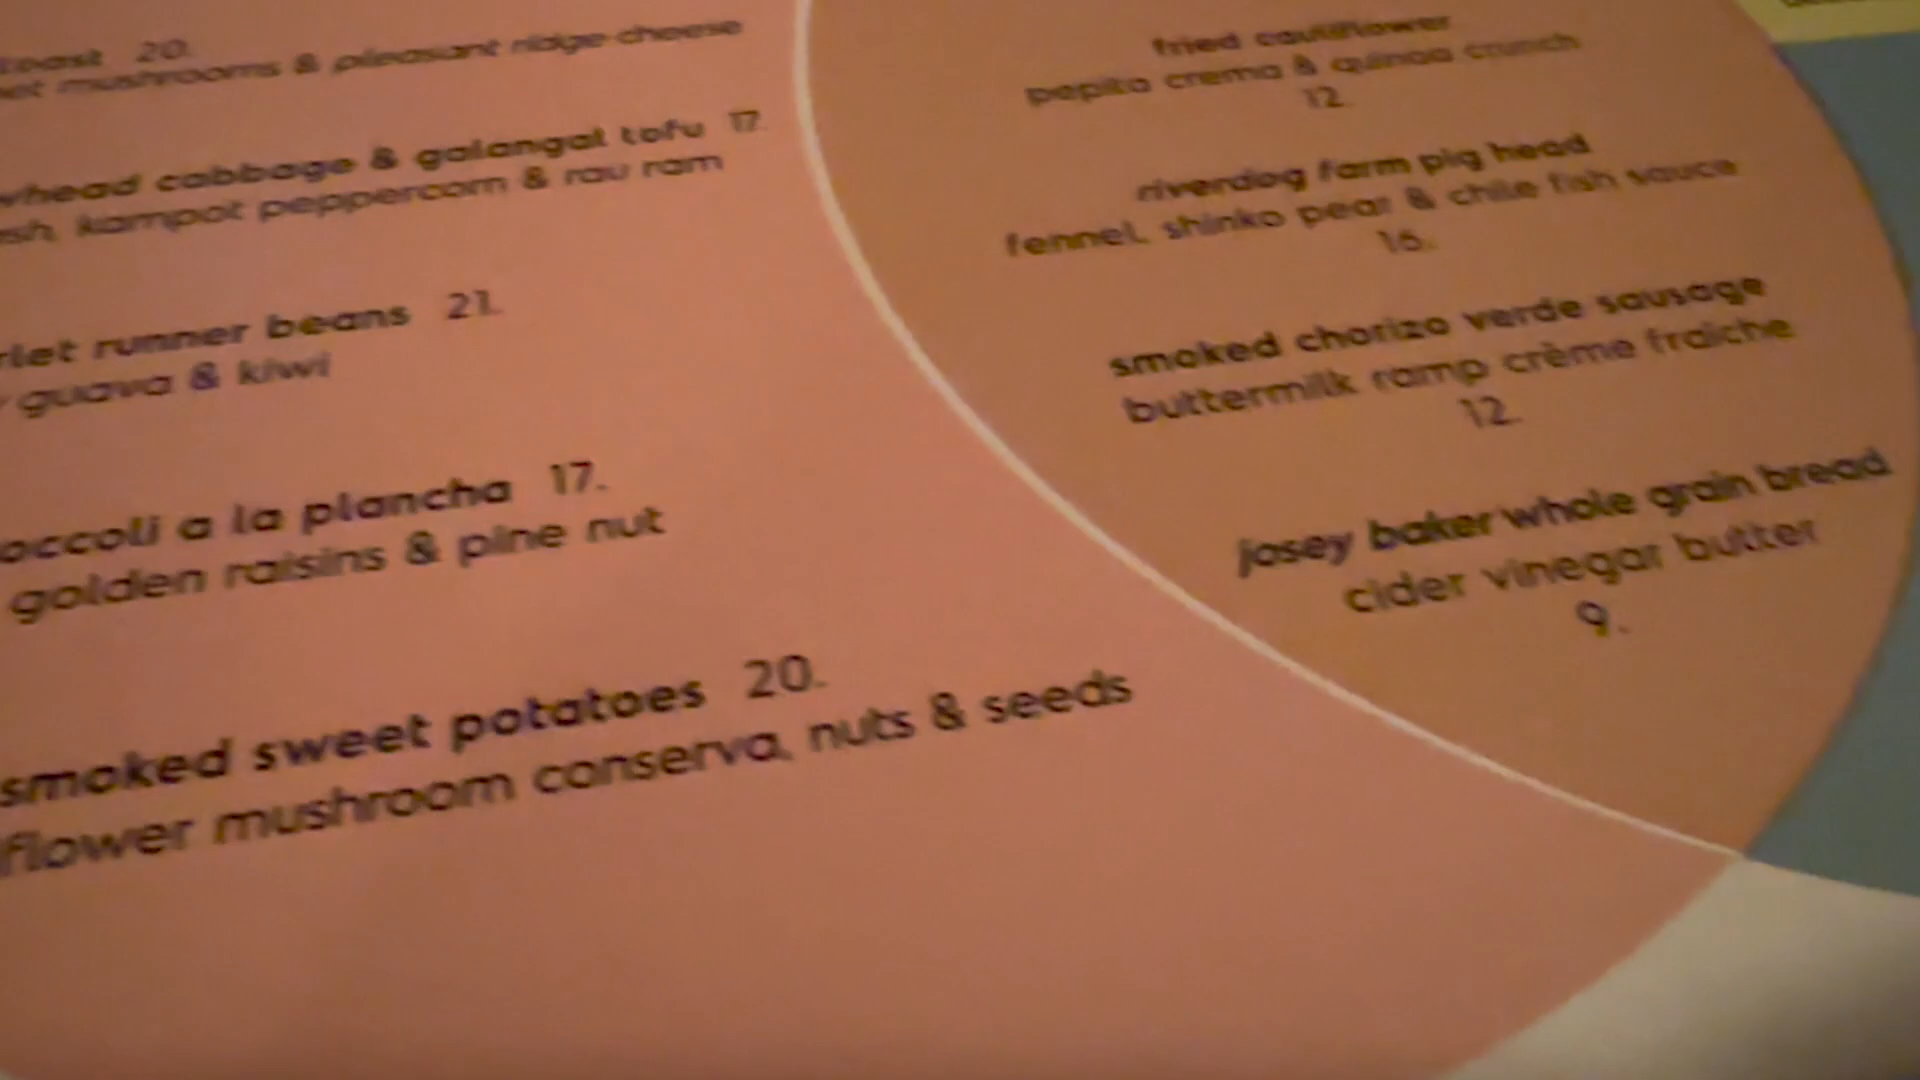 toast 20.
mushrooms & pleasant ridge cheese
cabbage & galangal tofu 17.
kampot peppercorn & rau ram
runner beans 21.
guava & kiwi
a la plancha 17.
golden raisins & pine nut
smoked sweet potatoes 20.
flower mushroom conserva, nuts & seeds
fried cauliflower
pepita crema & quinoa crunch
12.
riverdog farm pig head
fennel, shinko pear & chile fish sauce
16.
smoked chorizo verde sausage
buttermilk ramp crème fraîche
12.
josey baker whole grain bread
cider vinegar butter
9.